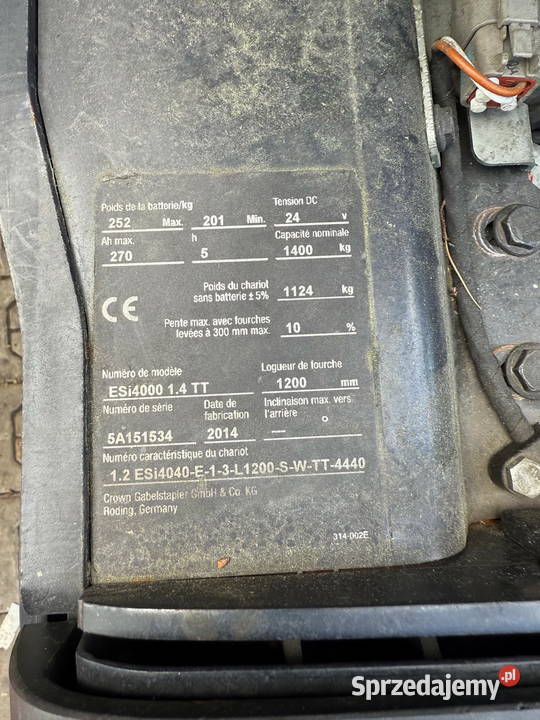 Poids de la batterie/kg Tension DC
252 Max. 201 Min. 24 v
Ah max. h Capacité nominale
270 5 1400 kg
Poids du chariot
sans batterie ± 5% 1124 kg
CE
Pente max. avec fourches
levées à 300 mm max. 10 %
Numéro de modèle Logueur de fourche
ESi4000 1.4 TT 1200 mm
Numéro de série Date de fabrication Inclinaison max. vers l'arrière
5A151534 2014 — °
Numéro caractéristique du chariot
1.2 ESi4040-E-1-3-L1200-S-W-TT-4440
Crown Gabelstapler GmbH & Co. KG
Roding, Germany
314-002E
Sprzedajemy.pl